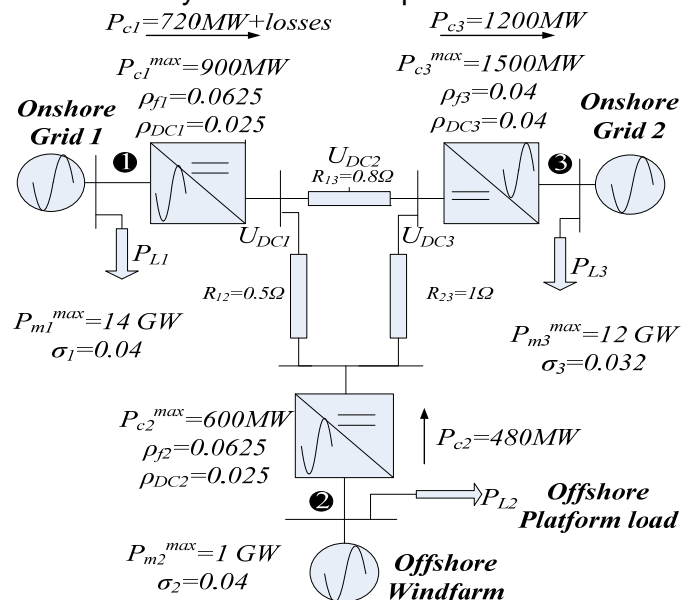 P_c1=720MW+losses
P_c3=1200MW
P_c1^max=900MW
ρ_f1=0.0625
ρ_DC1=0.025
P_c3^max=1500MW
ρ_f3=0.04
ρ_DC3=0.04
Onshore
Grid 1
Onshore
Grid 2
❶
❸
U_DC2
R_13=0.8Ω
U_DC1
U_DC3
P_L1
P_L3
R_12=0.5Ω
R_23=1Ω
P_m1^max=14 GW
σ_1=0.04
P_m3^max=12 GW
σ_3=0.032
P_c2^max=600MW
ρ_f2=0.0625
ρ_DC2=0.025
P_c2=480MW
❷
P_L2
Offshore
Platform load
P_m2^max=1 GW
σ_2=0.04
Offshore
Windfarm